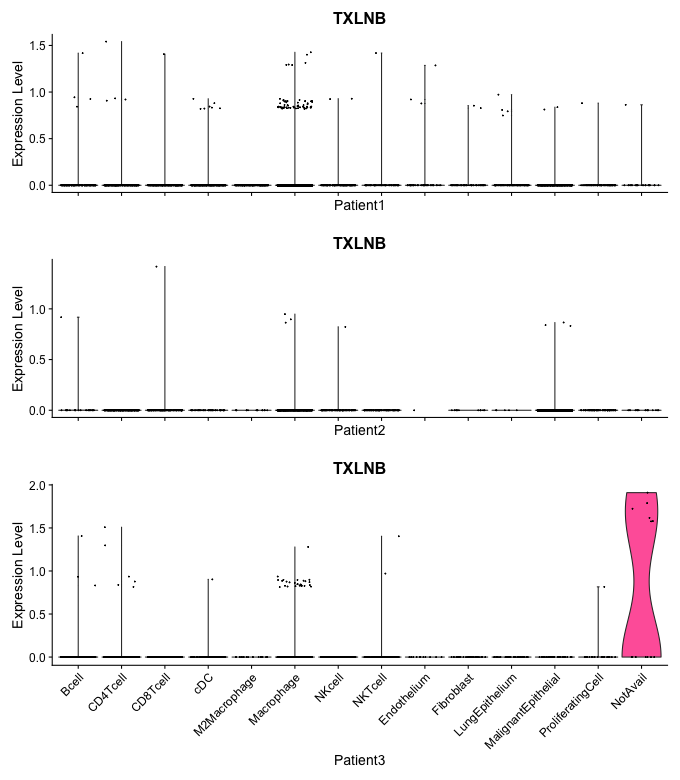 TXLNB
Expression Level
1.5
1.0
0.5
0.0
Patient1
TXLNB
Expression Level
1.0
0.5
0.0
Patient2
TXLNB
Expression Level
2.0
1.5
1.0
0.5
0.0
Bcell
CD4Tcell
CD8Tcell
cDC
M2Macrophage
Macrophage
NKcell
NKTcell
Endothelium
Fibroblast
LungEpithelium
MalignantEpithelial
ProliferatingCell
NotAvail
Patient3